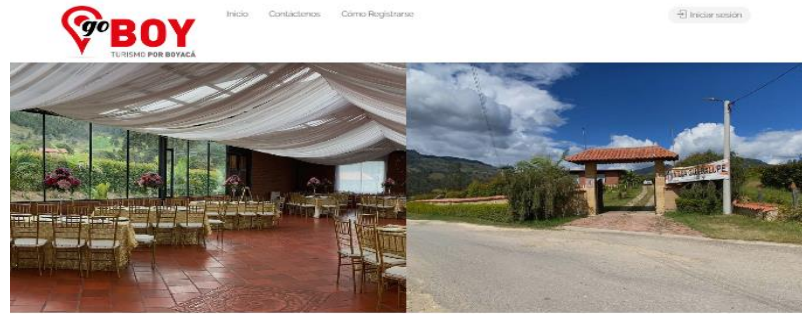 go
BOY
TURISMO POR BOYACÁ
Inicio Contáctenos Cómo Registrarse
Iniciar sesión